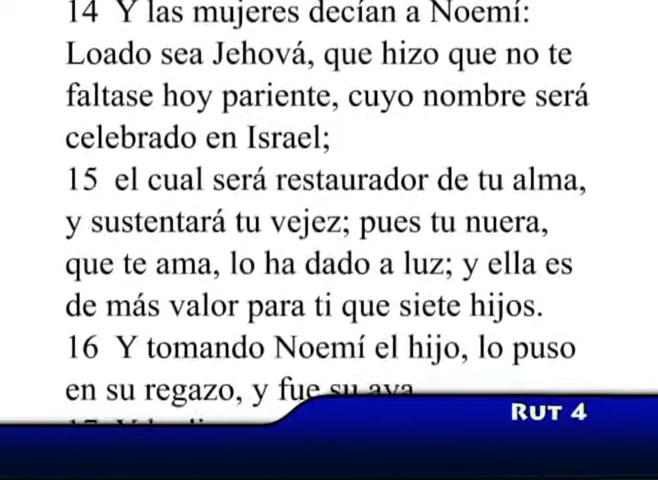 14 Y las mujeres decían a Noemí:
Loado sea Jehová, que hizo que no te
faltase hoy pariente, cuyo nombre será
celebrado en Israel;
15 el cual será restaurador de tu alma,
y sustentará tu vejez; pues tu nuera,
que te ama, lo ha dado a luz; y ella es
de más valor para ti que siete hijos.
16 Y tomando Noemí el hijo, lo puso
en su regazo, y fue su aya
RUT 4